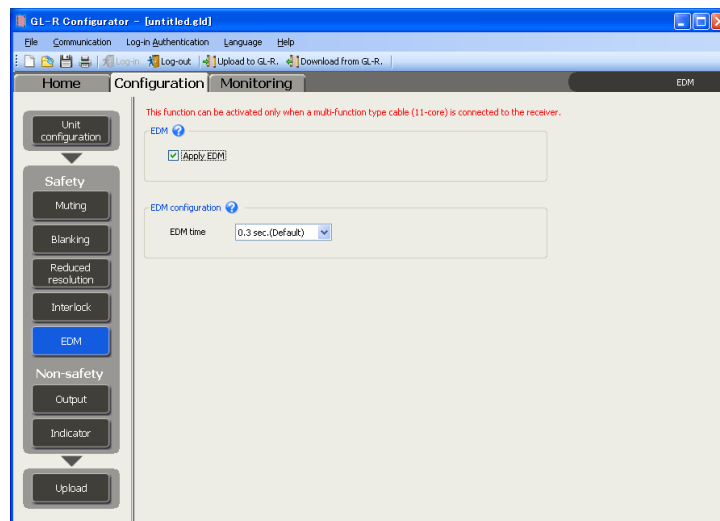 GL-R Configurator - [untitled.gld]
File Communication Log-in Authentication Language Help
Log-in Log-out Upload to GL-R. Download from GL-R.
Home Configuration Monitoring EDM
This function can be activated only when a multi-function type cable (11-core) is connected to the receiver.
Unit
configuration
EDM ?
Apply EDM
Safety
Muting
EDM configuration ?
EDM time 0.3 sec.(Default)
Blanking
Reduced
resolution
Interlock
EDM
Non-safety
Output
Indicator
Upload